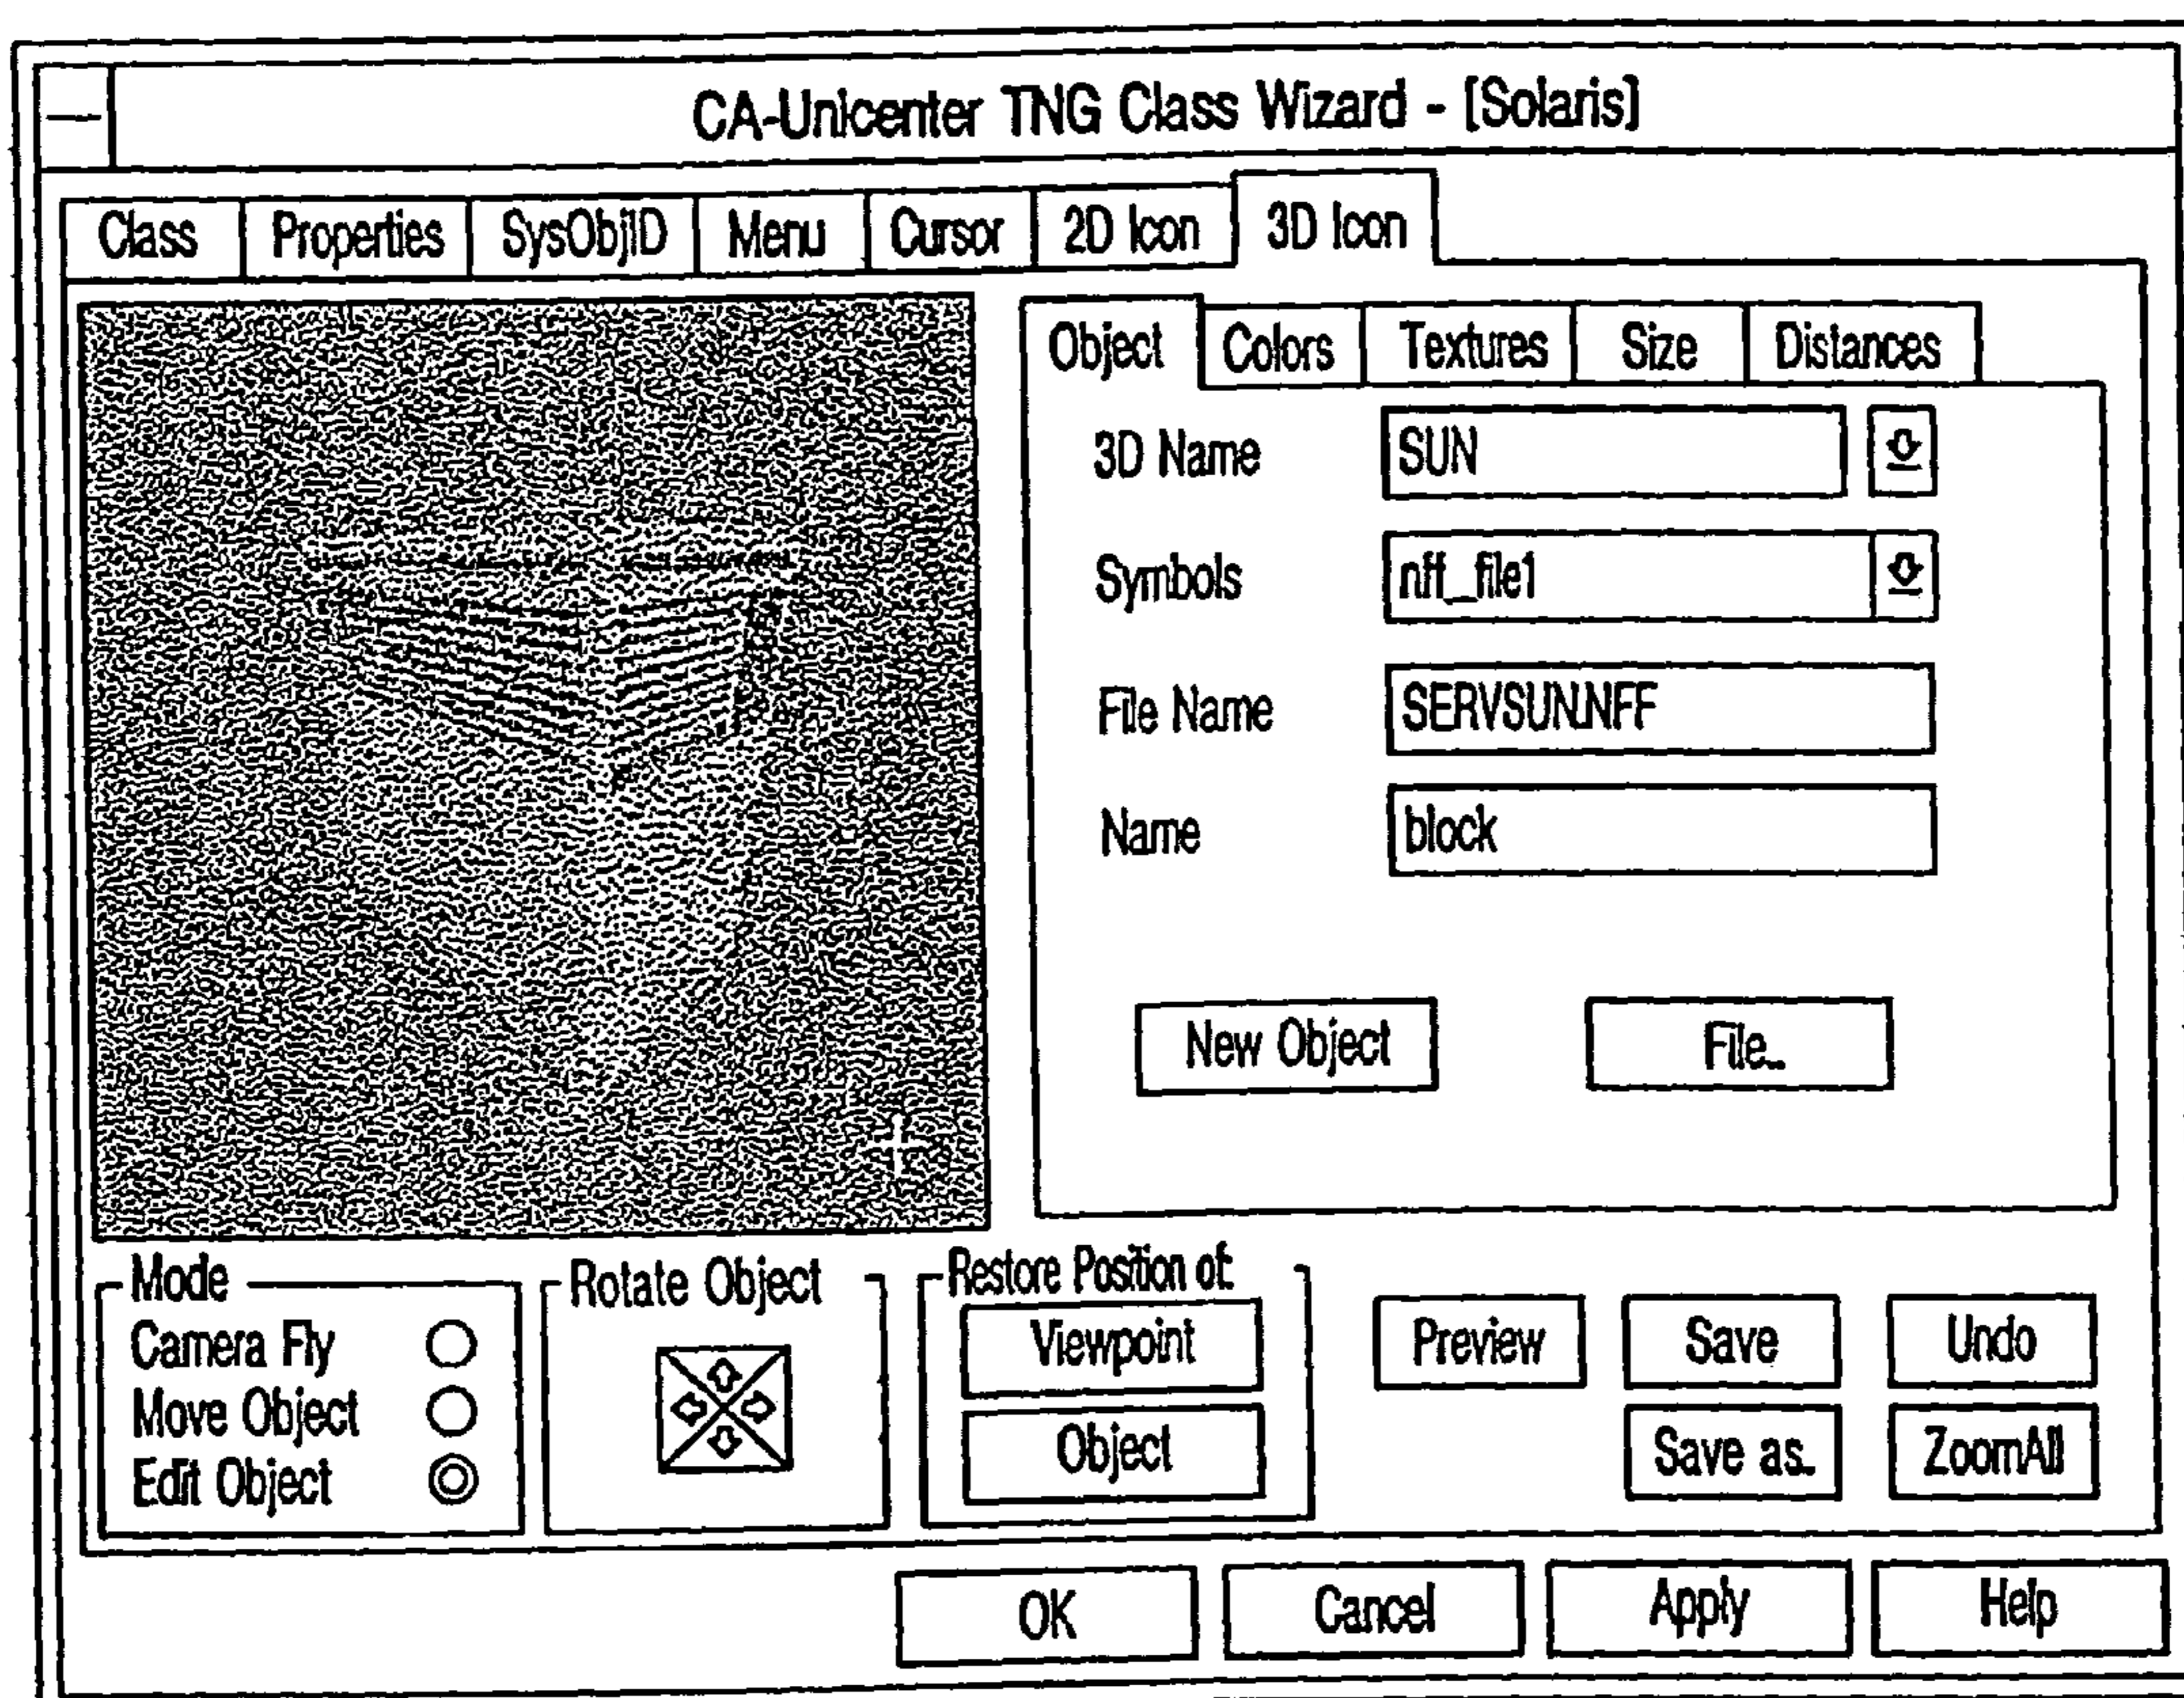 CA-Unicenter TNG Class Wizard - [Solaris]
Class Properties SysObjID Menu Cursor 2D Icon 3D Icon
Object Colors Textures Size Distances
3D Name SUN
Symbols nff_file1
File Name SERVSUN.NFF
Name block
New Object File..
Mode
Camera Fly
Move Object
Edit Object
Rotate Object
Restore Position of:
Viewpoint
Object
Preview Save Undo
Save as.. ZoomAll
OK Cancel Apply Help